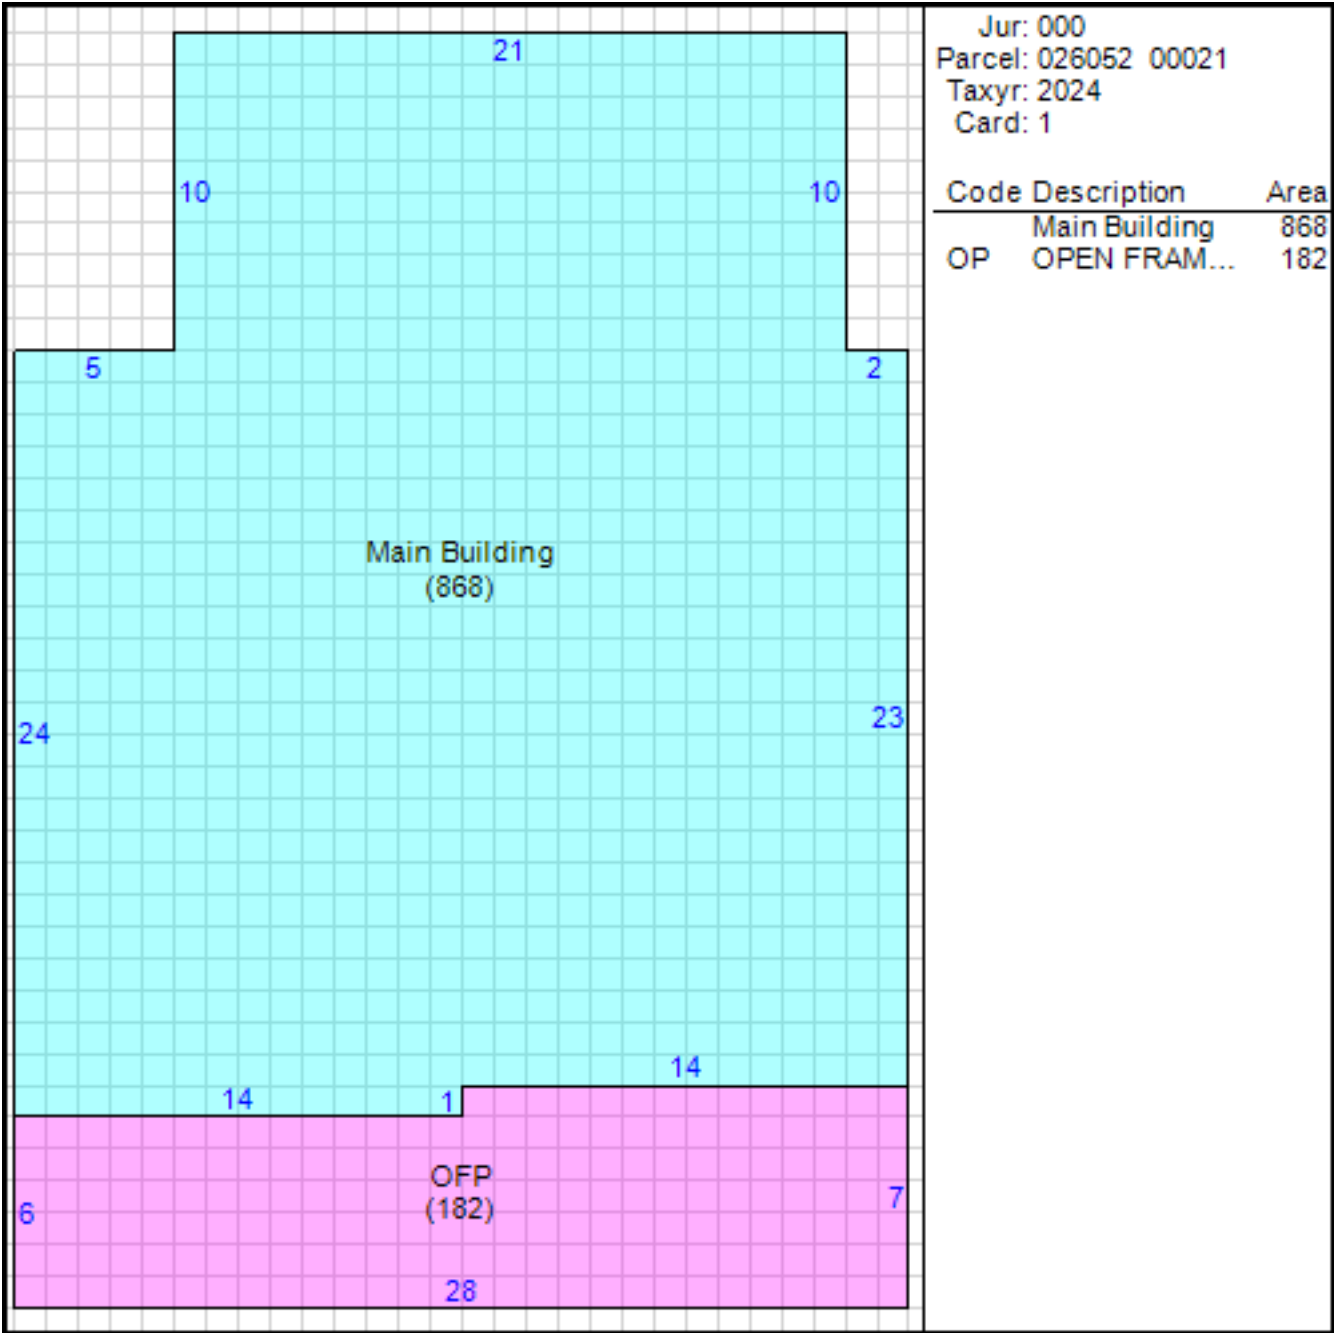 21
10
10
5
2
Main Building
(868)
24
23
14
14
1
OFP
(182)
6
7
28
Jur: 000
Parcel: 026052 00021
Taxyr: 2024
Card: 1
Code Description Area
Main Building 868
OP OPEN FRAM... 182